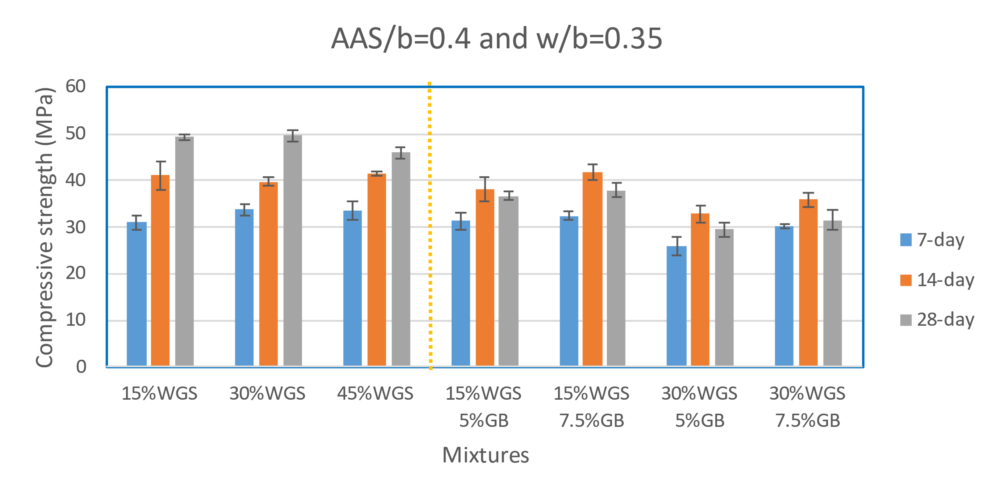 AAS/b=0.4 and w/b=0.35
Compressive strength (MPa)
60
50
40
30
20
10
0
7-day
14-day
28-day
15%WGS 30%WGS 45%WGS 15%WGS 15%WGS 30%WGS 30%WGS
5%GB 7.5%GB 5%GB 7.5%GB
Mixtures